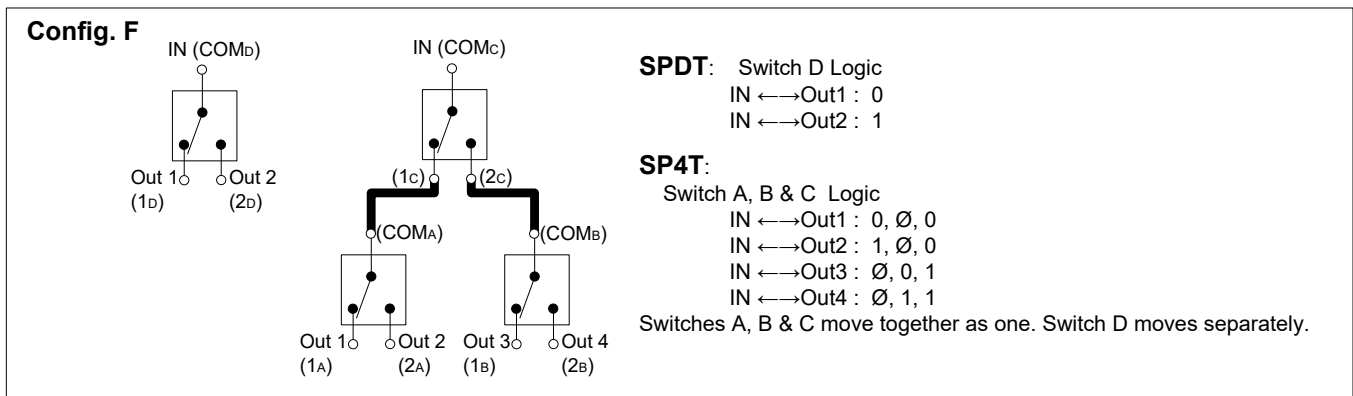 Config. F
IN (COMD)
IN (COMC)
Out 1
(1D)
Out 2
(2D)
(1C)
(2C)
(COMA)
(COMB)
Out 1
(1A)
Out 2
(2A)
Out 3
(1B)
Out 4
(2B)
SPDT: Switch D Logic
IN ←→Out1 : 0
IN ←→Out2 : 1
SP4T:
Switch A, B & C Logic
IN ←→Out1 : 0, Ø, 0
IN ←→Out2 : 1, Ø, 0
IN ←→Out3 : Ø, 0, 1
IN ←→Out4 : Ø, 1, 1
Switches A, B & C move together as one. Switch D moves separately.